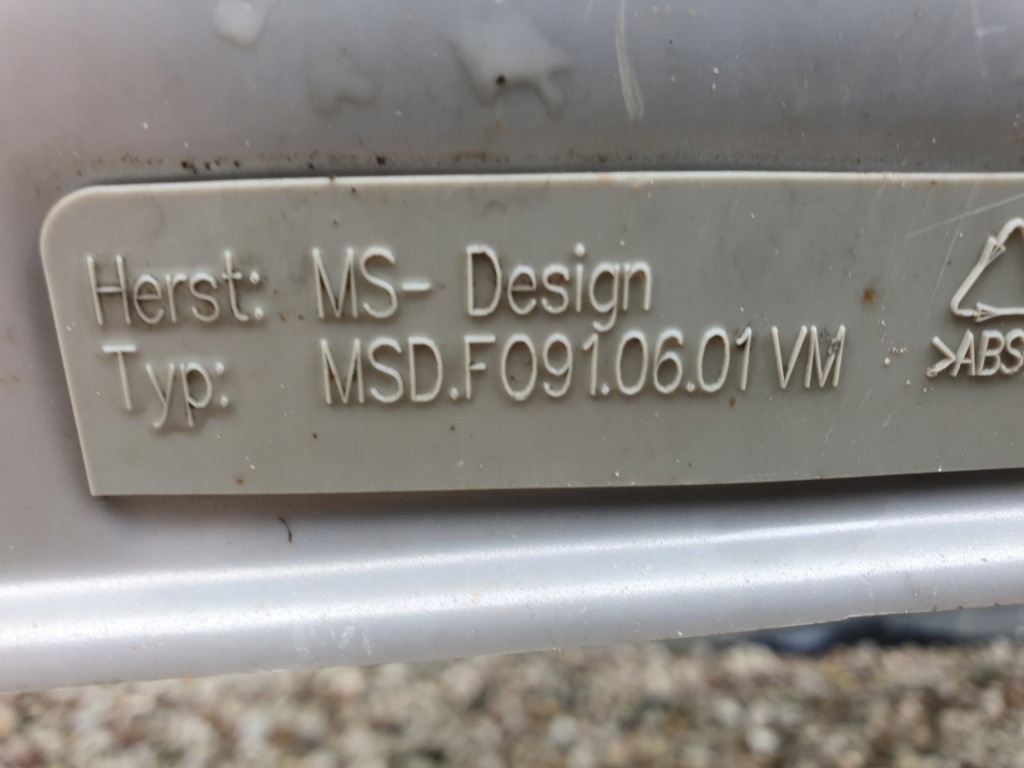 Herst: MS- Design
Typ: MSD.F091.06.01 VM
>ABS